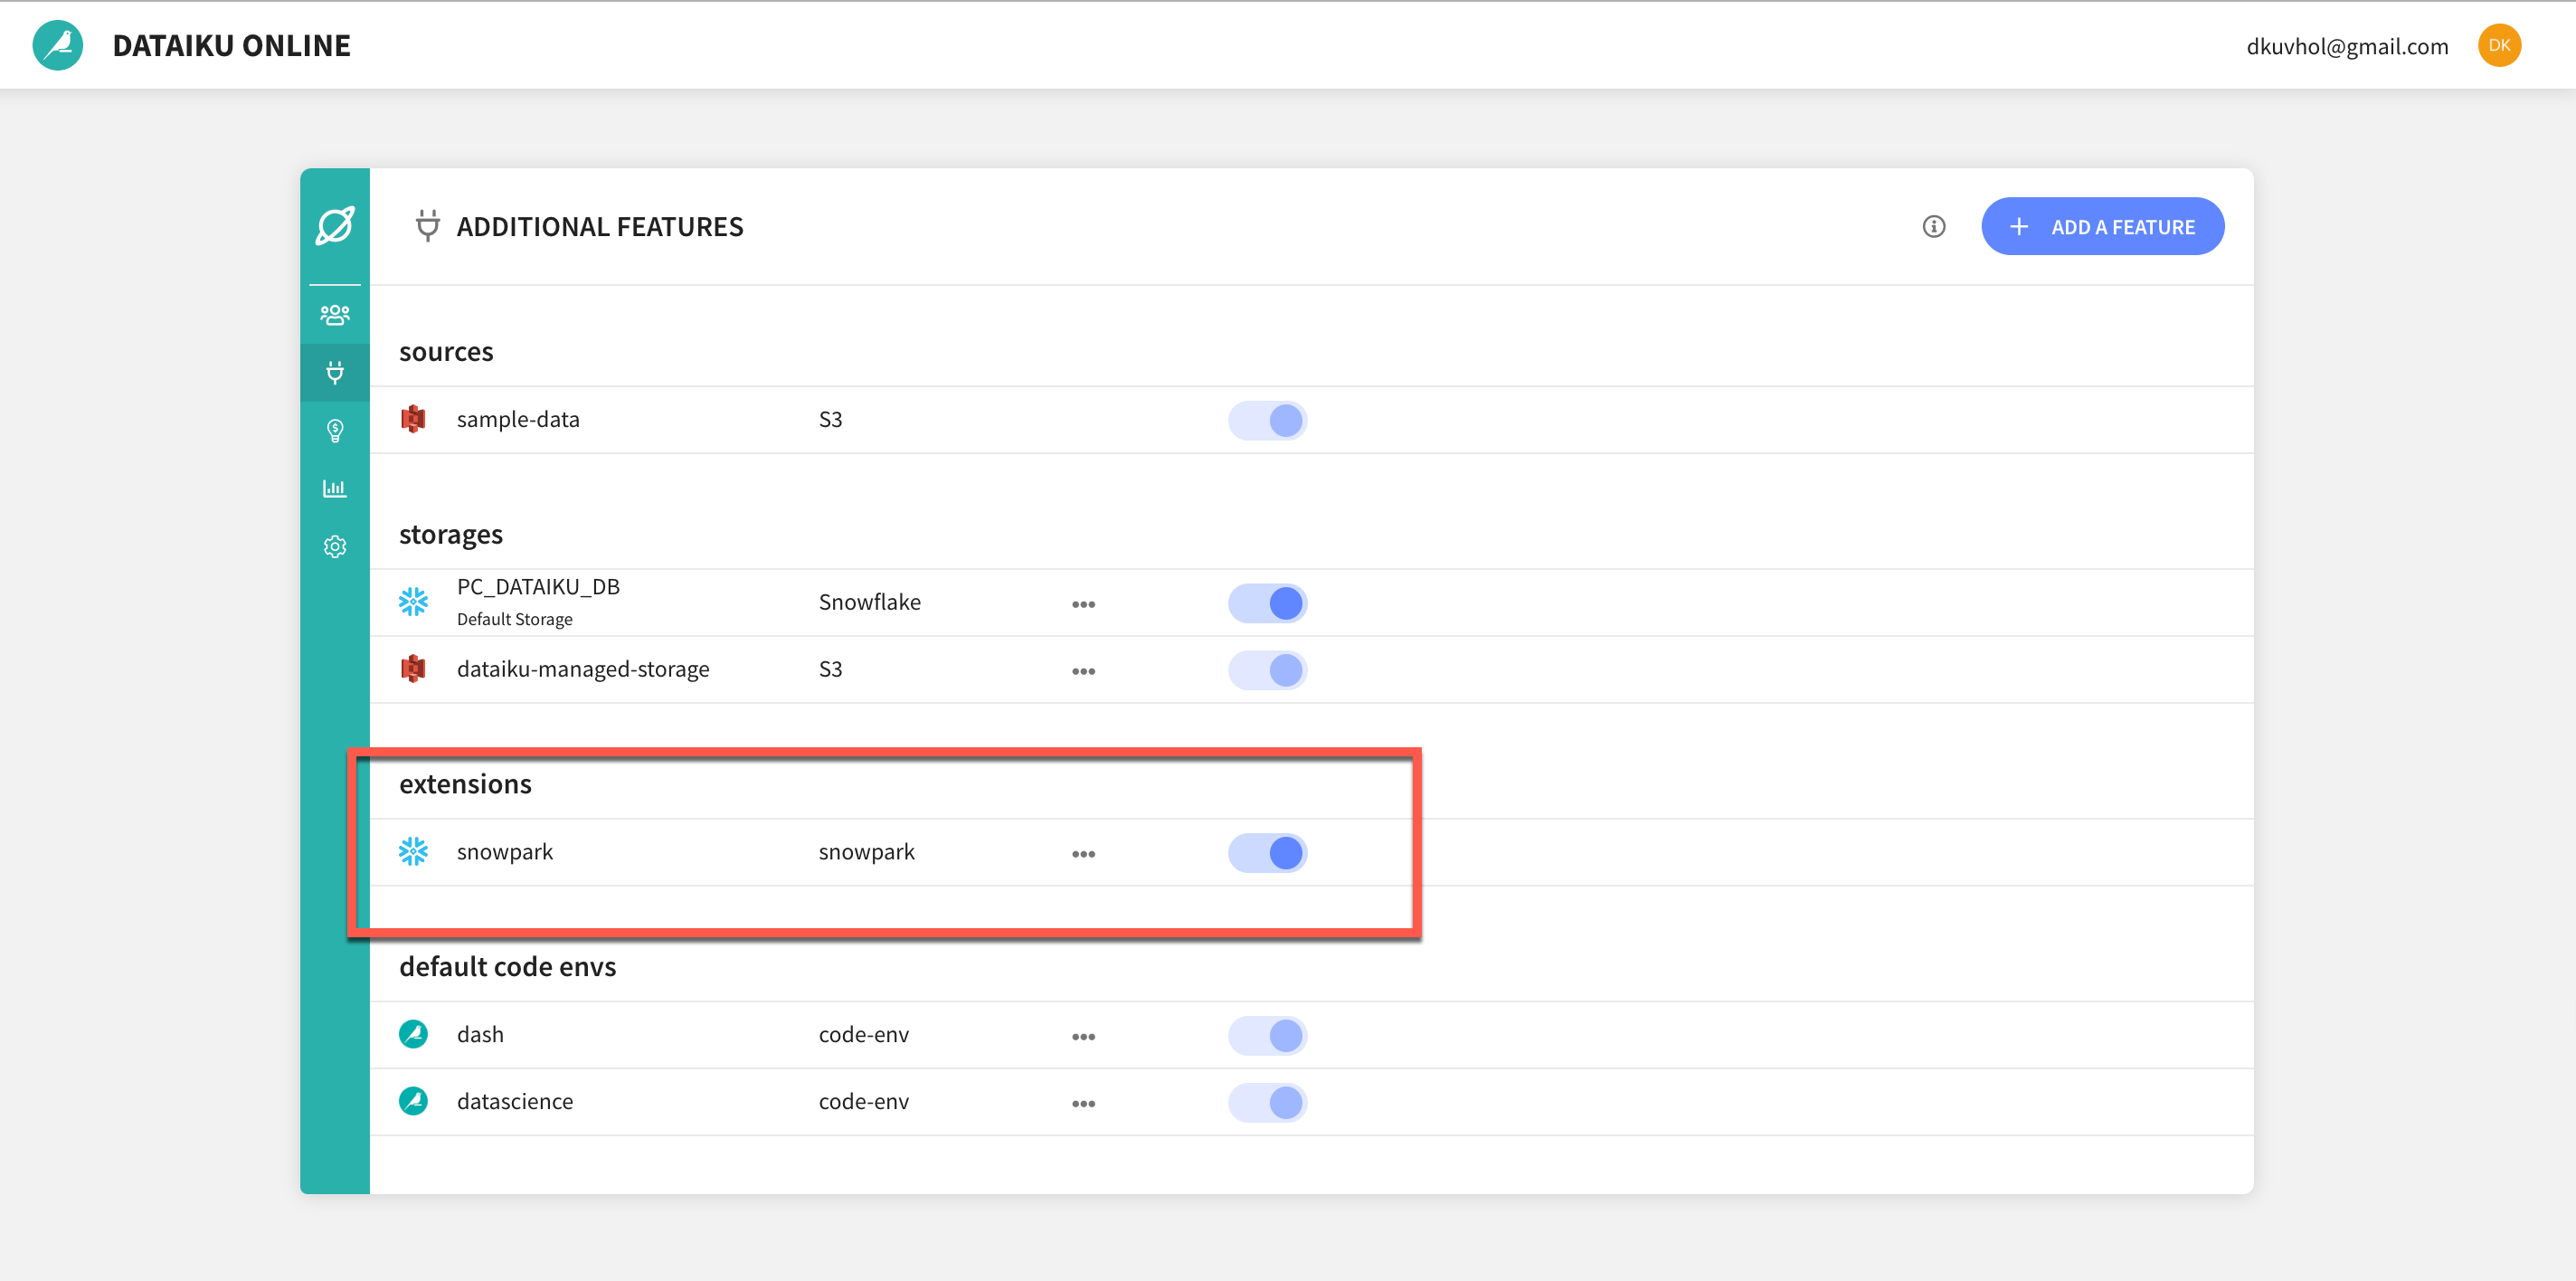 DATAIKU ONLINE
dkuvhol@gmail.com
DK
ADDITIONAL FEATURES
ADD A FEATURE
sources
sample-data S3
storages
PC_DATAIKU_DB
Default Storage
Snowflake
dataiku-managed-storage S3
extensions
snowpark snowpark
default code envs
dash code-env
datascience code-env